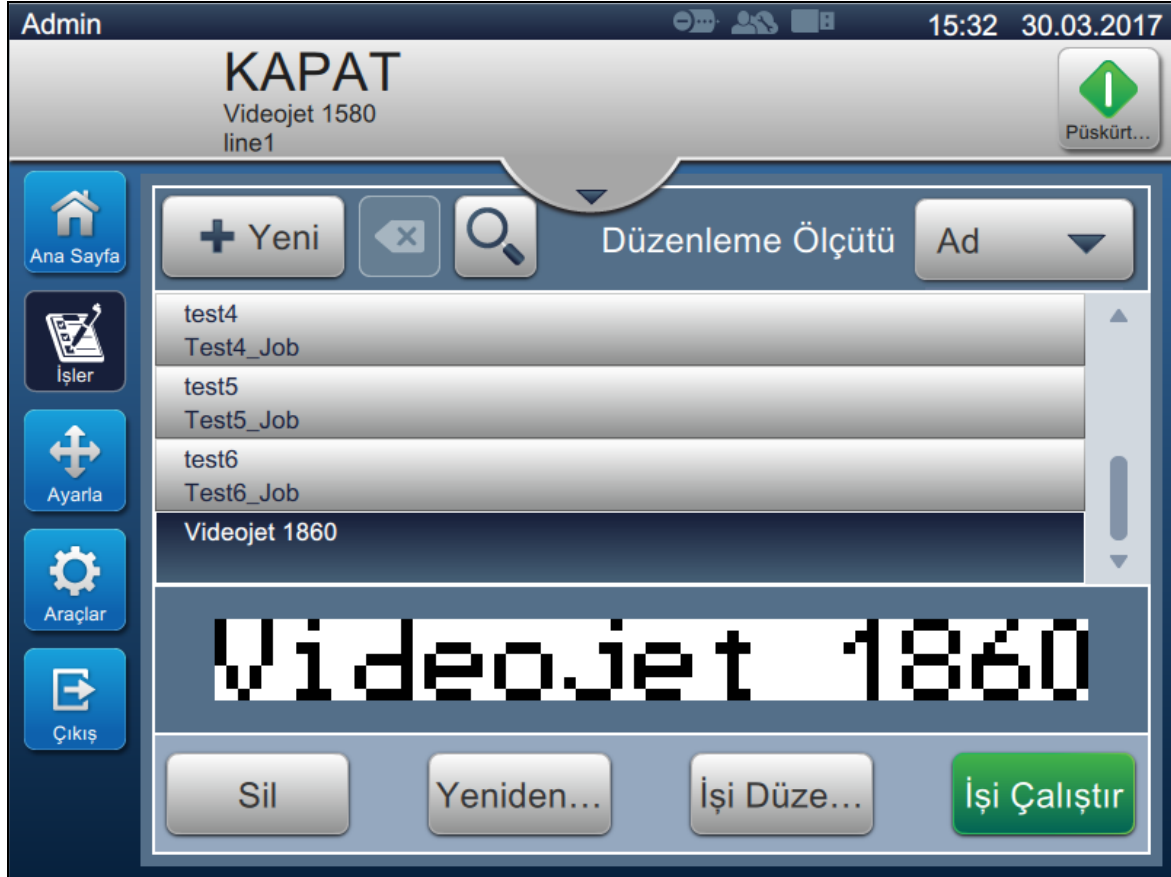 Admin 15:32 30.03.2017
KAPAT
Videojet 1580
line1
Püskürt...
Ana Sayfa
İşler
Ayarla
Araçlar
Çıkış
Yeni
Düzenleme Ölçütü
Ad
test4
Test4_Job
test5
Test5_Job
test6
Test6_Job
Videojet 1860
Videojet 1860
Sil
Yeniden...
İşi Düze...
İşi Çalıştır